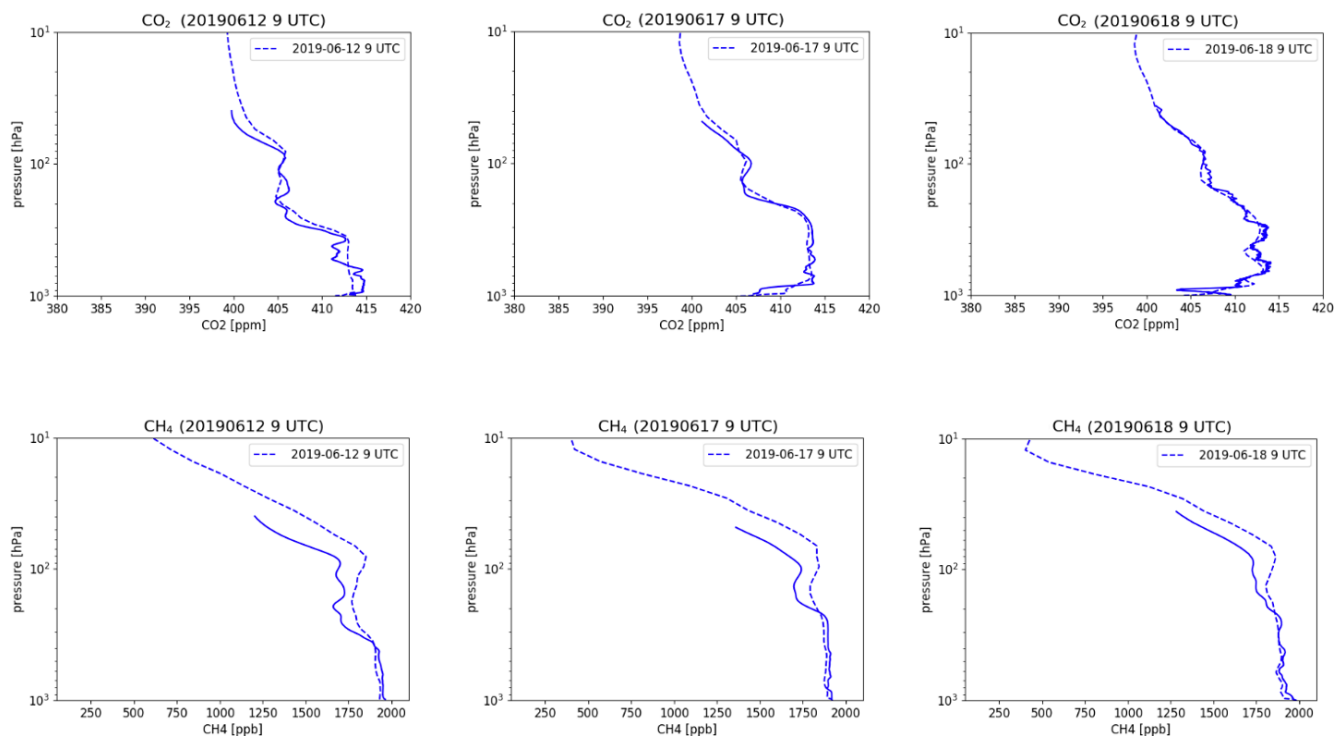 CO₂ (20190612 9 UTC)
10¹
2019-06-12 9 UTC
pressure [hPa]
10²
10³
380 385 390 395 400 405 410 415 420
CO2 [ppm]
CO₂ (20190617 9 UTC)
10¹
2019-06-17 9 UTC
pressure [hPa]
10²
10³
380 385 390 395 400 405 410 415 420
CO2 [ppm]
CO₂ (20190618 9 UTC)
10¹
2019-06-18 9 UTC
pressure [hPa]
10²
10³
380 385 390 395 400 405 410 415 420
CO2 [ppm]
CH₄ (20190612 9 UTC)
10¹
2019-06-12 9 UTC
pressure [hPa]
10²
10³
250 500 750 1000 1250 1500 1750 2000
CH4 [ppb]
CH₄ (20190617 9 UTC)
10¹
2019-06-17 9 UTC
pressure [hPa]
10²
10³
250 500 750 1000 1250 1500 1750 2000
CH4 [ppb]
CH₄ (20190618 9 UTC)
10¹
2019-06-18 9 UTC
pressure [hPa]
10²
10³
250 500 750 1000 1250 1500 1750 2000
CH4 [ppb]